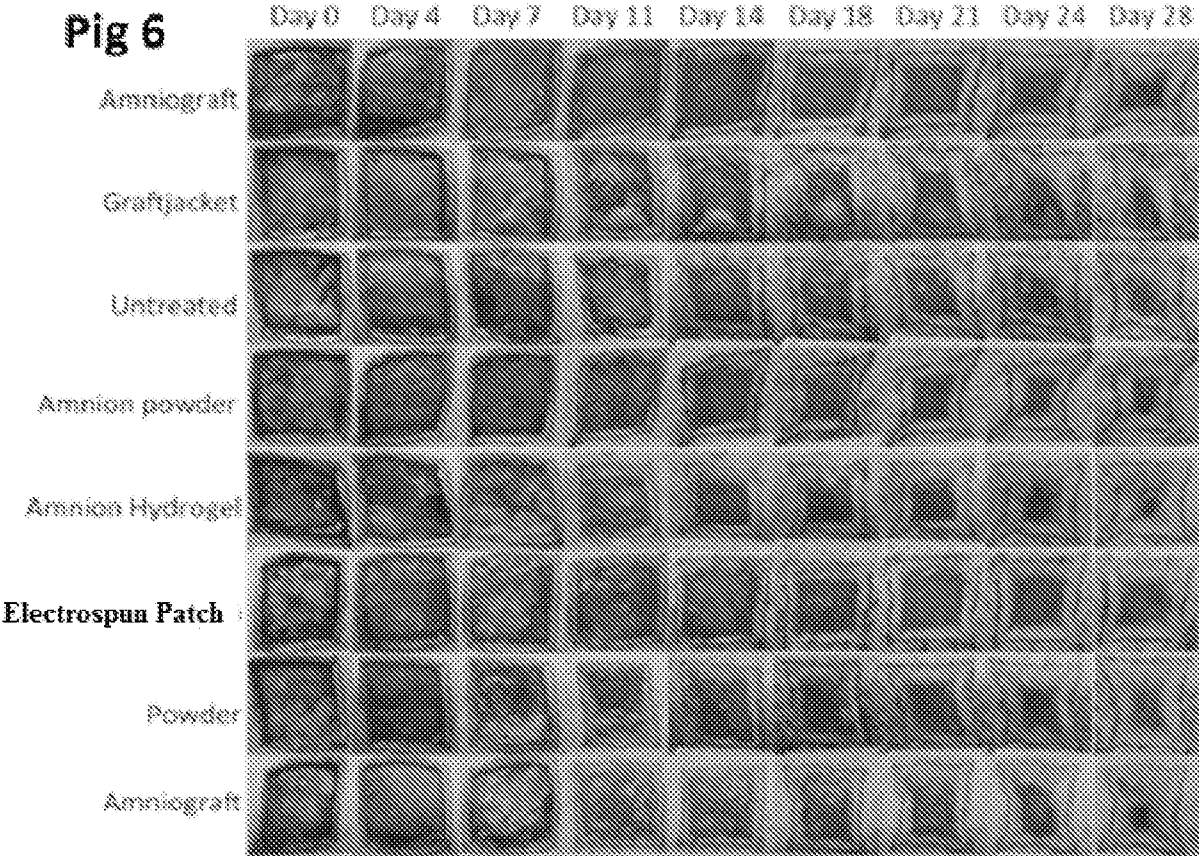 Pig 6
Day 0 Day 4 Day 7 Day 11 Day 14 Day 18 Day 21 Day 24 Day 28
Amniograft
Graftjacket
Untreated
Amnion powder
Amnion Hydrogel
Electrospun Patch
Powder
Amniograft